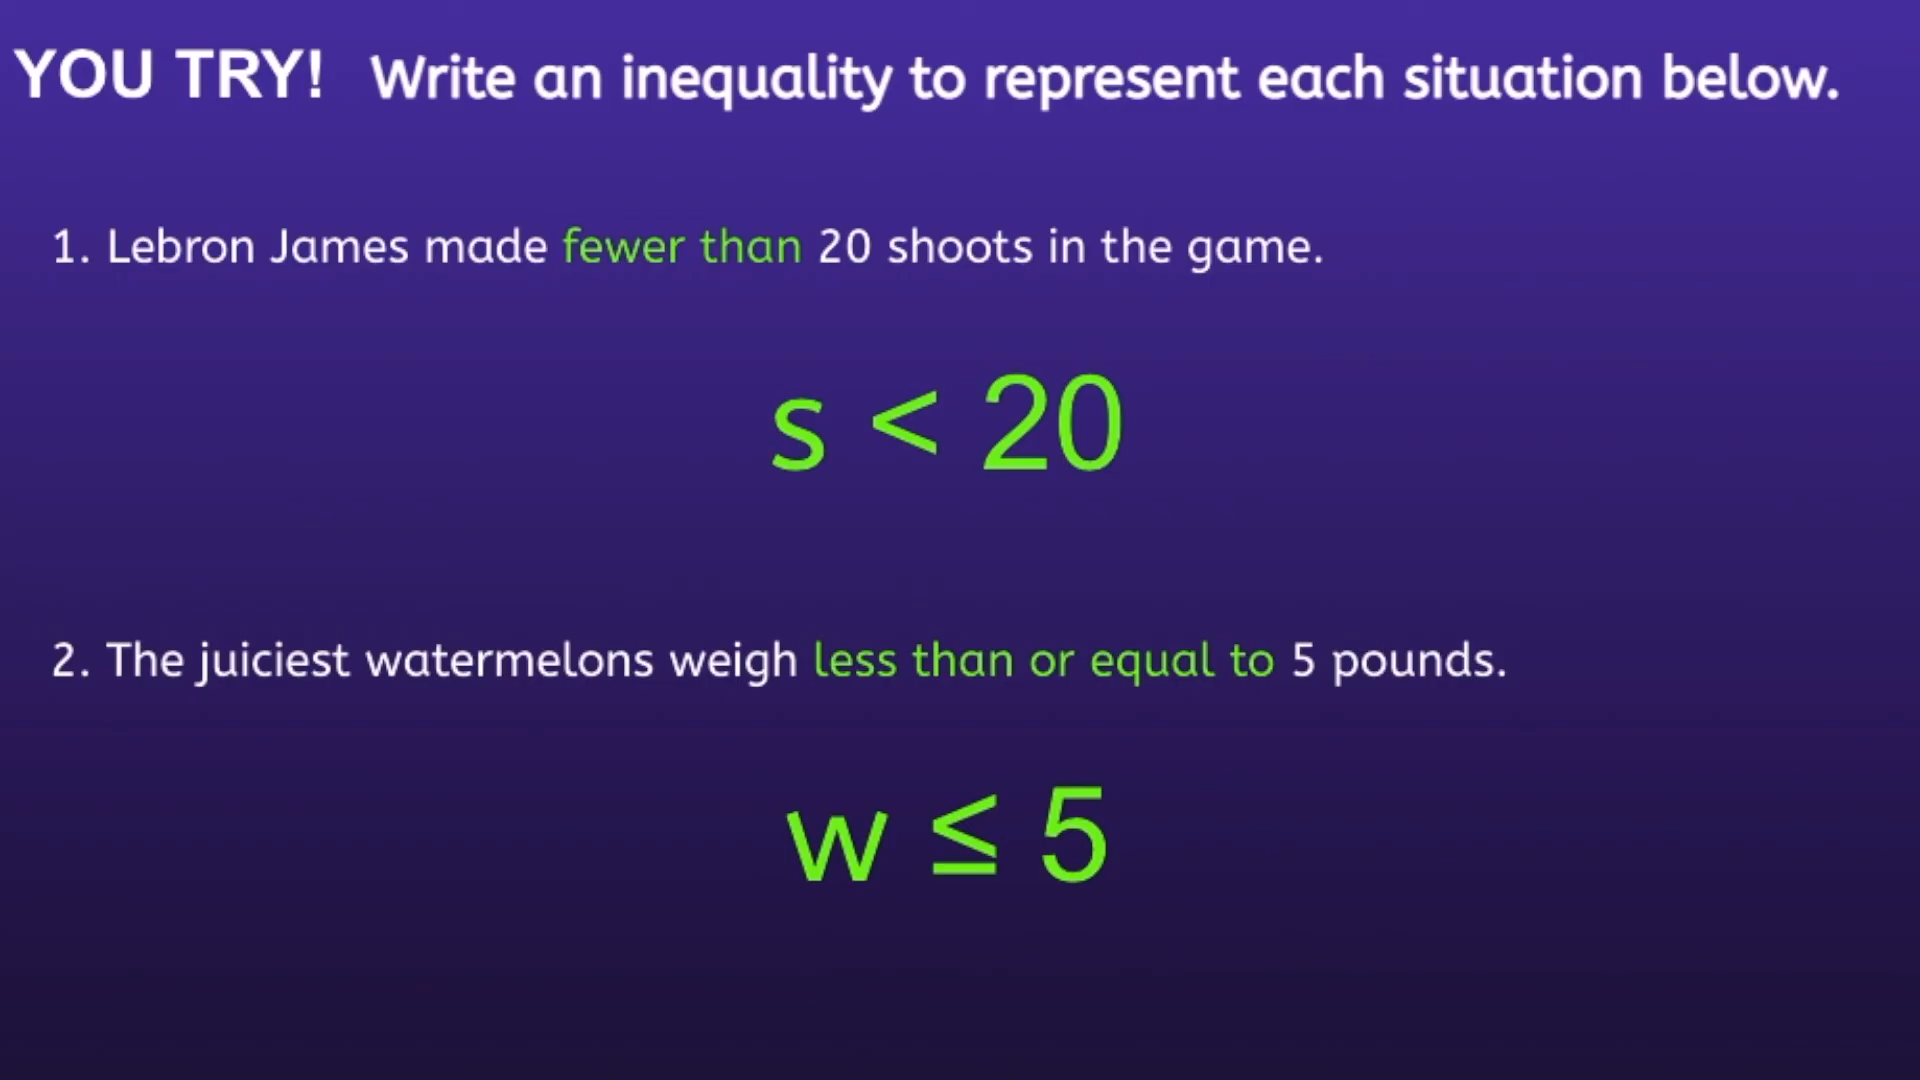 YOU TRY! Write an inequality to represent each situation below.
1. Lebron James made fewer than 20 shoots in the game.
s < 20
2. The juiciest watermelons weigh less than or equal to 5 pounds.
w ≤ 5